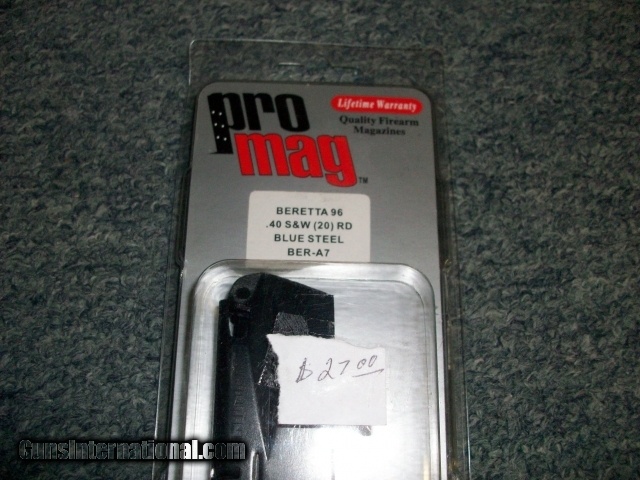 pro
mag™
Lifetime Warranty
Quality Firearm
Magazines
BERETTA 96
.40 S&W (20) RD
BLUE STEEL
BER-A7
$ 27.00
GunsInternational.com